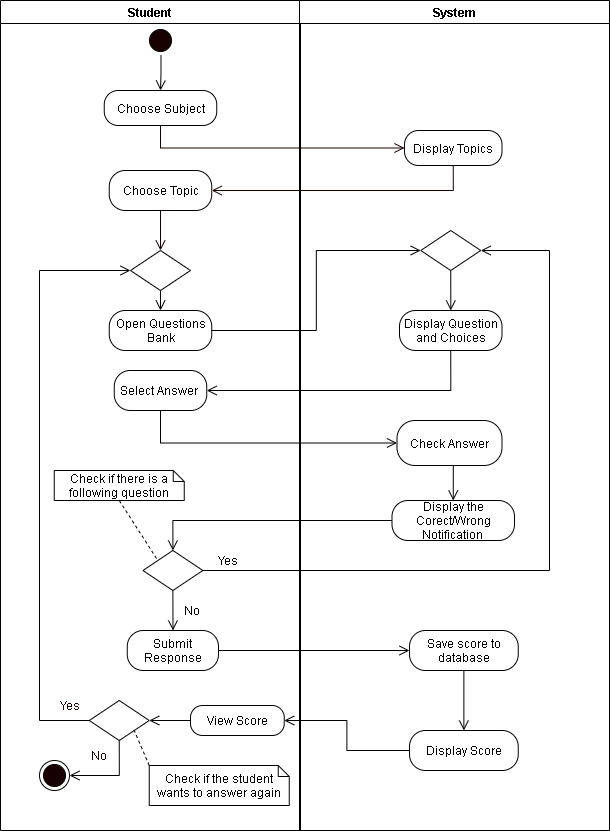 Student
System
Choose Subject
Display Topics
Choose Topic
Open Questions
Bank
Display Question
and Choices
Select Answer
Check Answer
Check if there is a
following question
Display the
Corect/Wrong
Notification
Yes
No
Submit
Response
Save score to
database
Yes
View Score
Display Score
No
Check if the student
wants to answer again